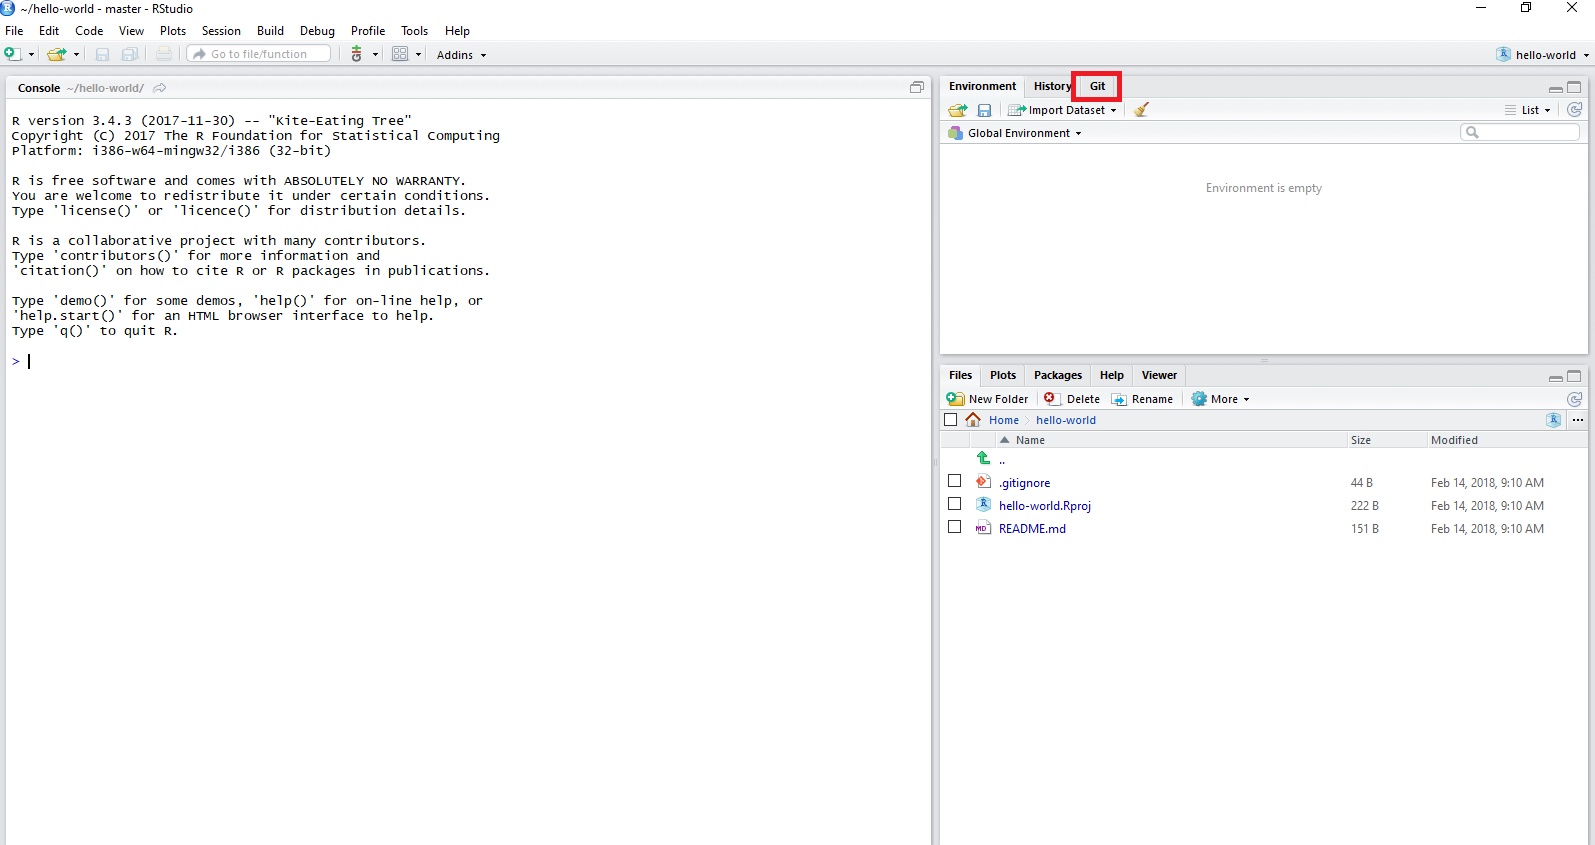 ~/hello-world - master - RStudio
File Edit Code View Plots Session Build Debug Profile Tools Help
Go to file/function Addins hello-world
Console ~/hello-world/
R version 3.4.3 (2017-11-30) -- "Kite-Eating Tree"
Copyright (C) 2017 The R Foundation for Statistical Computing
Platform: i386-w64-mingw32/i386 (32-bit)
R is free software and comes with ABSOLUTELY NO WARRANTY.
You are welcome to redistribute it under certain conditions.
Type 'license()' or 'licence()' for distribution details.
R is a collaborative project with many contributors.
Type 'contributors()' for more information and
'citation()' on how to cite R or R packages in publications.
Type 'demo()' for some demos, 'help()' for on-line help, or
'help.start()' for an HTML browser interface to help.
Type 'q()' to quit R.
>
Environment History Git
Import Dataset List
Global Environment
Environment is empty
Files Plots Packages Help Viewer
New Folder Delete Rename More
Home hello-world ...
Name Size Modified
..
.gitignore 44 B Feb 14, 2018, 9:10 AM
hello-world.Rproj 222 B Feb 14, 2018, 9:10 AM
README.md 151 B Feb 14, 2018, 9:10 AM